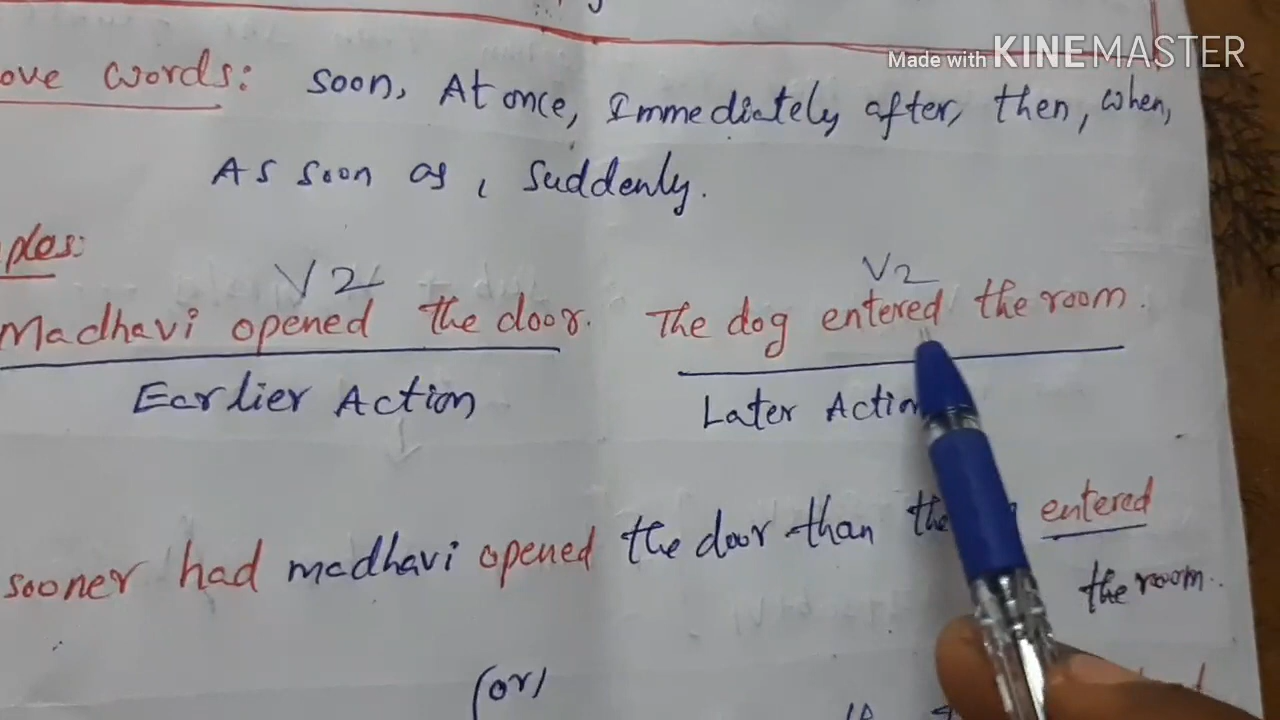 Made with KINEMASTER
ove words: Soon, At once, Immediately after, then, when,
As soon as, Suddenly.
ples:
V2 V2
Madhavi opened the door. The dog entered the room.
Earlier Action Later Action
sooner had madhavi opened the door than the entered
the room.
(or)